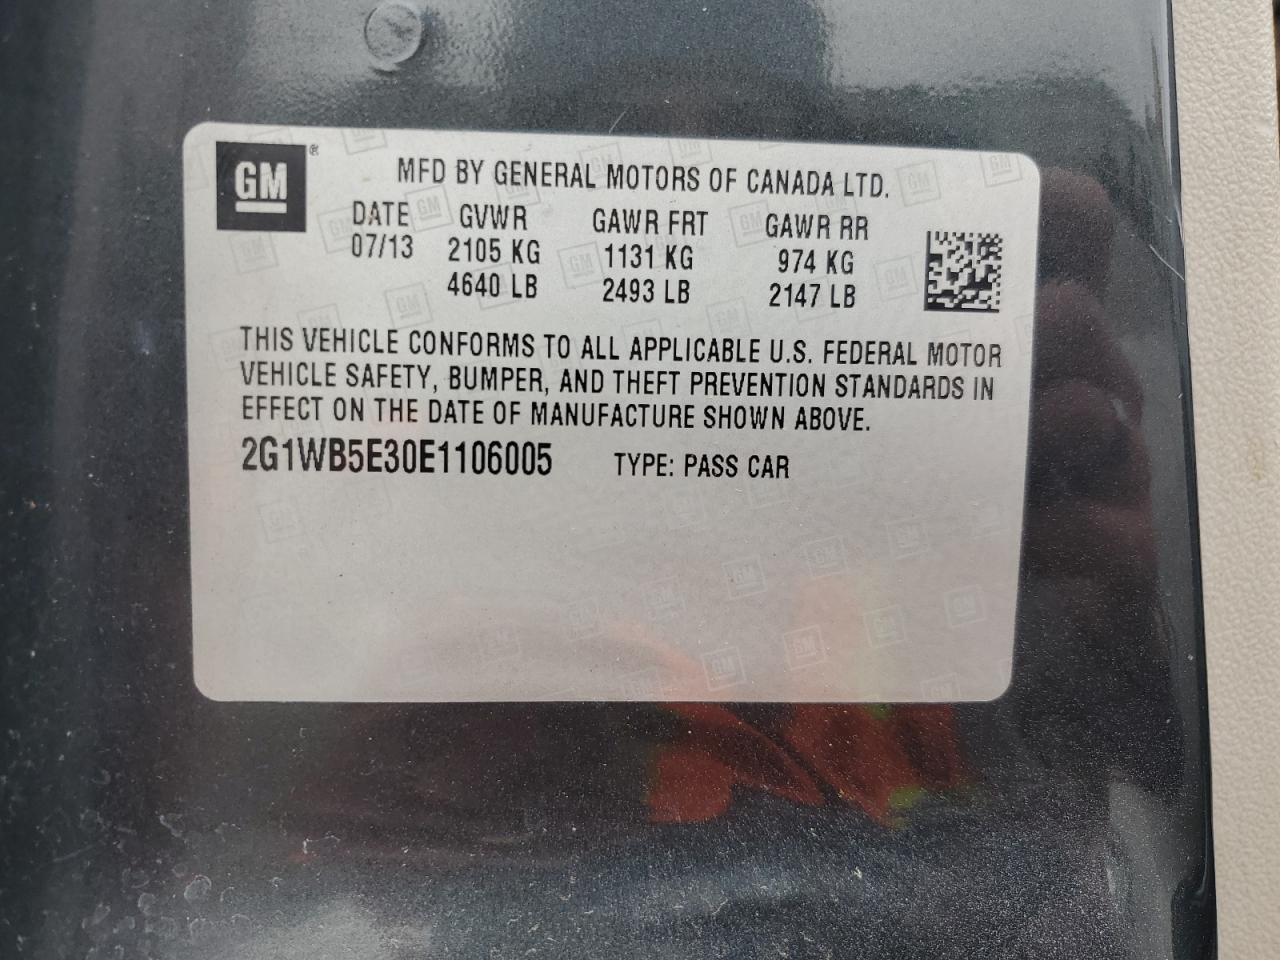 GM®
MFD BY GENERAL MOTORS OF CANADA LTD.
DATE GVWR GAWR FRT GAWR RR
07/13 2105 KG 1131 KG 974 KG
4640 LB 2493 LB 2147 LB
THIS VEHICLE CONFORMS TO ALL APPLICABLE U.S. FEDERAL MOTOR
VEHICLE SAFETY, BUMPER, AND THEFT PREVENTION STANDARDS IN
EFFECT ON THE DATE OF MANUFACTURE SHOWN ABOVE.
2G1WB5E30E1106005 TYPE: PASS CAR